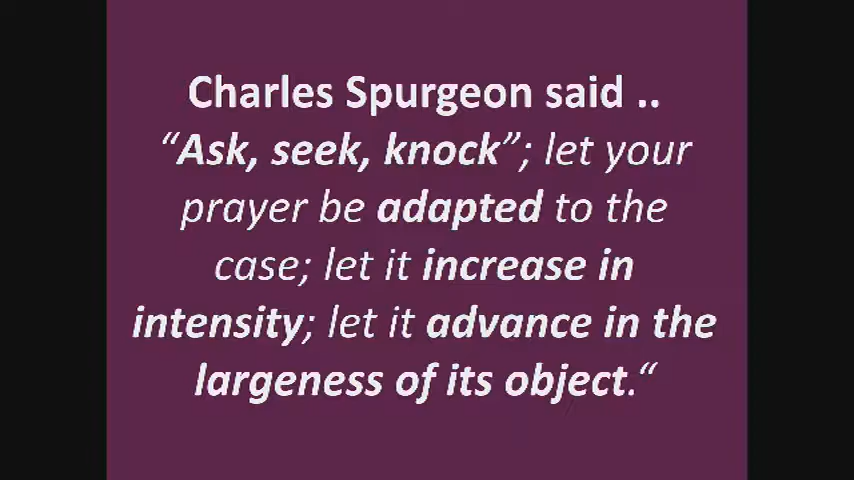 Charles Spurgeon said ..
“Ask, seek, knock”; let your
prayer be adapted to the
case; let it increase in
intensity; let it advance in the
largeness of its object.“